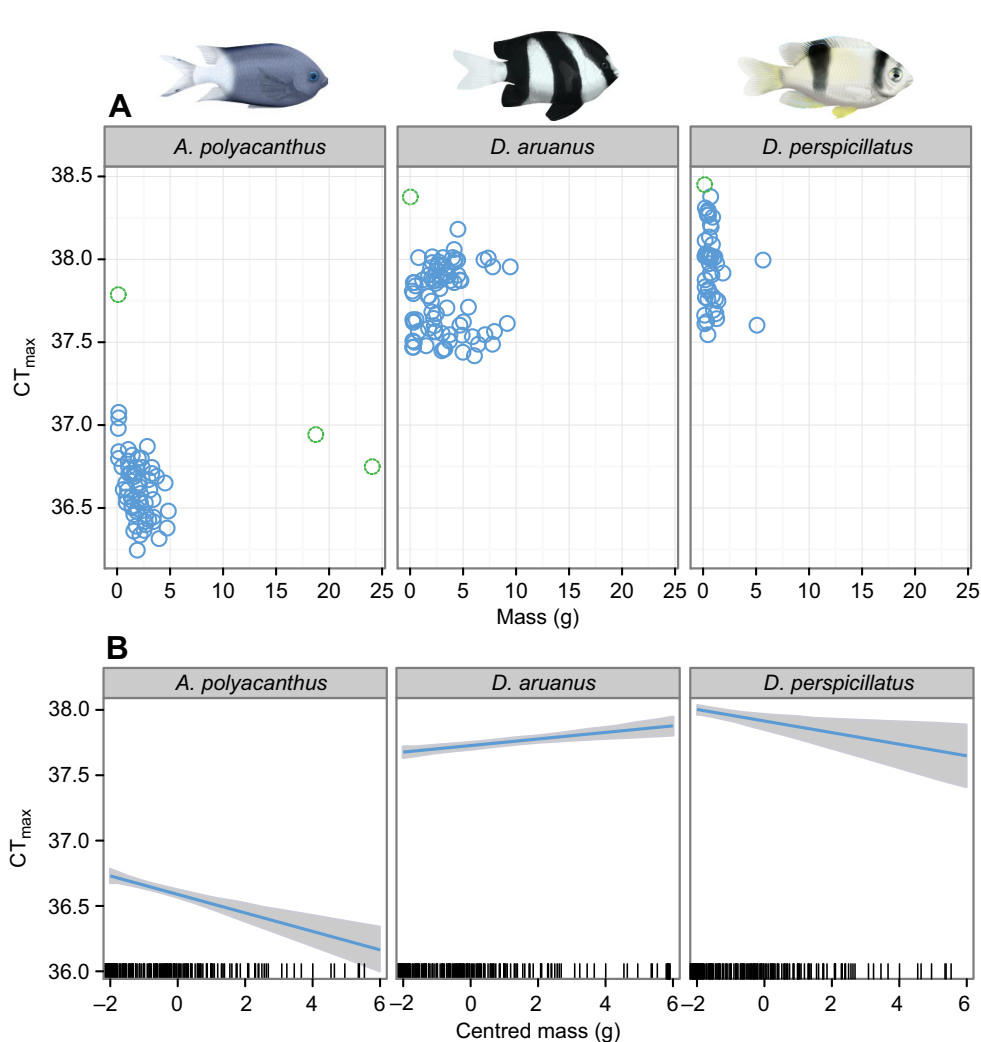 A
A. polyacanthus D. aruanus D. perspicillatus
38.5
38.0
37.5
37.0
36.5
CTmax
0 5 10 15 20 25 0 5 10 15 20 25 0 5 10 15 20 25
Mass (g)
B
A. polyacanthus D. aruanus D. perspicillatus
38.0
37.5
37.0
36.5
36.0
CTmax
–2 0 2 4 6 –2 0 2 4 6 –2 0 2 4 6
Centred mass (g)